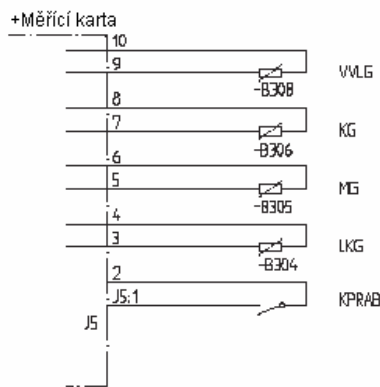 +Měřící karta
10
9
-B308
VVLG
8
7
-B306
KG
6
5
-B305
MG
4
3
-B304
LKG
2
J5:1
KPRAB
J5